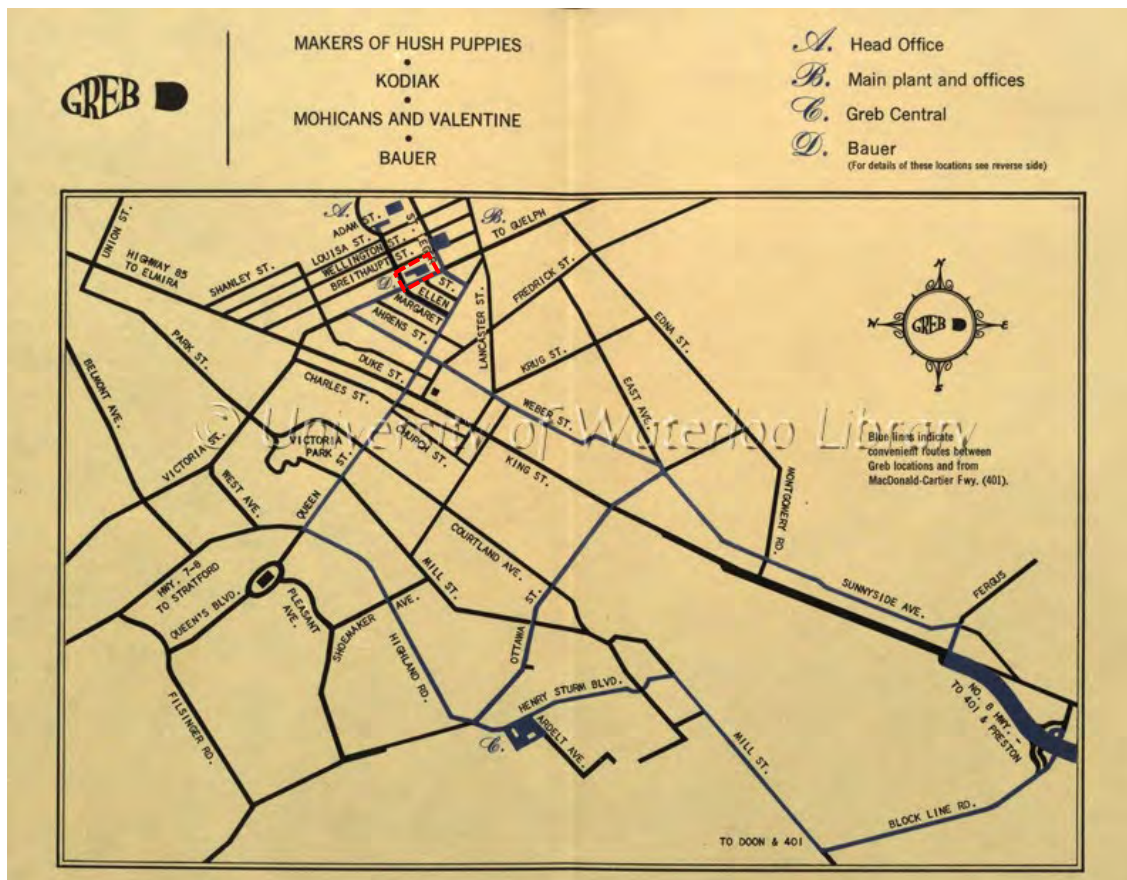 GREB
MAKERS OF HUSH PUPPIES
•
KODIAK
•
MOHICANS AND VALENTINE
•
BAUER
A. Head Office
B. Main plant and offices
C. Greb Central
D. Bauer
(For details of these locations see reverse side)
UNION ST.
HIGHWAY 85
TO ELMIRA
SHANLEY ST.
A.
ADAM ST.
LOUISA ST.
WELLINGTON ST.
BREITHAUPT ST.
B.
TO GUELPH
D.
ST.
ELLEN
MARGARET
AHRENS ST.
LANCASTER ST.
FREDRICK ST.
EDNA ST.
KRUG ST.
EAST AVE.
WEBER ST.
PARK ST.
BELMONT AVE.
DUKE ST.
CHARLES ST.
CHURCH ST.
KING ST.
VICTORIA ST.
VICTORIA
PARK
WEST AVE.
QUEEN ST.
MONTGOMERY RD.
N
W GREB E
S
© University of Waterloo Library
Blue lines indicate
convenient routes between
Greb locations and from
MacDonald-Cartier Fwy. (401).
COURTLAND AVE.
MILL ST.
HWY. 7-8
TO STRATFORD
QUEEN'S BLVD.
PLEASANT
AVE.
SHOEMAKER AVE.
HIGHLAND RD.
OTTAWA ST.
SUNNYSIDE AVE.
FERGUS
FILSINGER RD.
HENRY STURM BLVD.
C.
ARDELT AVE.
MILL ST.
NO. 8 HWY. -
TO 401 & PRESTON
BLOCK LINE RD.
TO DOON & 401